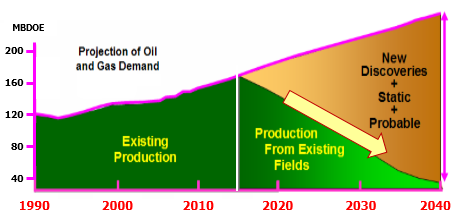 MBDOE
200
160
120
80
40
Projection of Oil
and Gas Demand
Existing
Production
Production
From Existing
Fields
New
Discoveries
+
Static
+
Probable
1990
2000
2010
2020
2030
2040